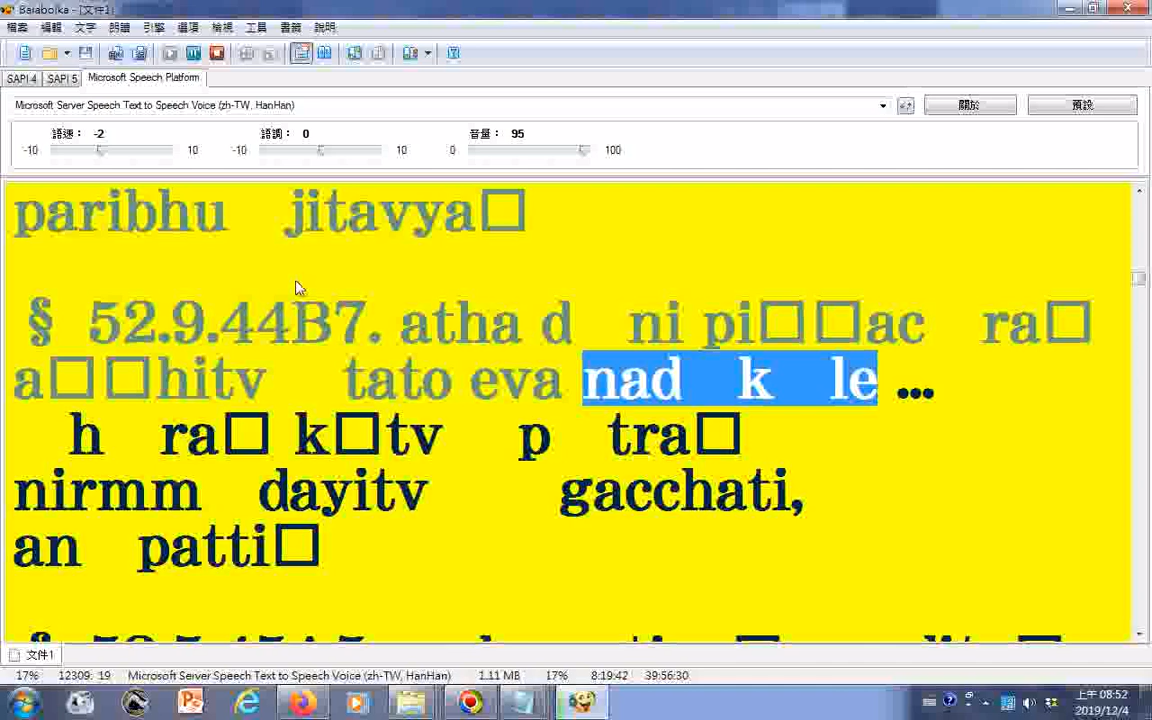 Balabolka - [文件1]
檔案 編輯 文字 朗讀 引擎 選項 檢視 工具 書籤 說明
SAPI 4 SAPI 5 Microsoft Speech Platform
Microsoft Server Speech Text to Speech Voice (zh-TW, HanHan) 關於 預設
語速： -2 語調： 0 音量： 95
-10 10 -10 10 0 100
paribhu jitavya□
§ 52.9.44B7. atha d ni pi□□ac ra□
a□□hitv tato eva nad k le ...
h ra□ k□tv p tra□
nirmm dayitv gacchati,
an patti□
文件1
17% 12309: 19 Microsoft Server Speech Text to Speech Voice (zh-TW, HanHan) 1.11 MB 17% 8:19:42 39:56:30
上午 08:52
2019/12/4